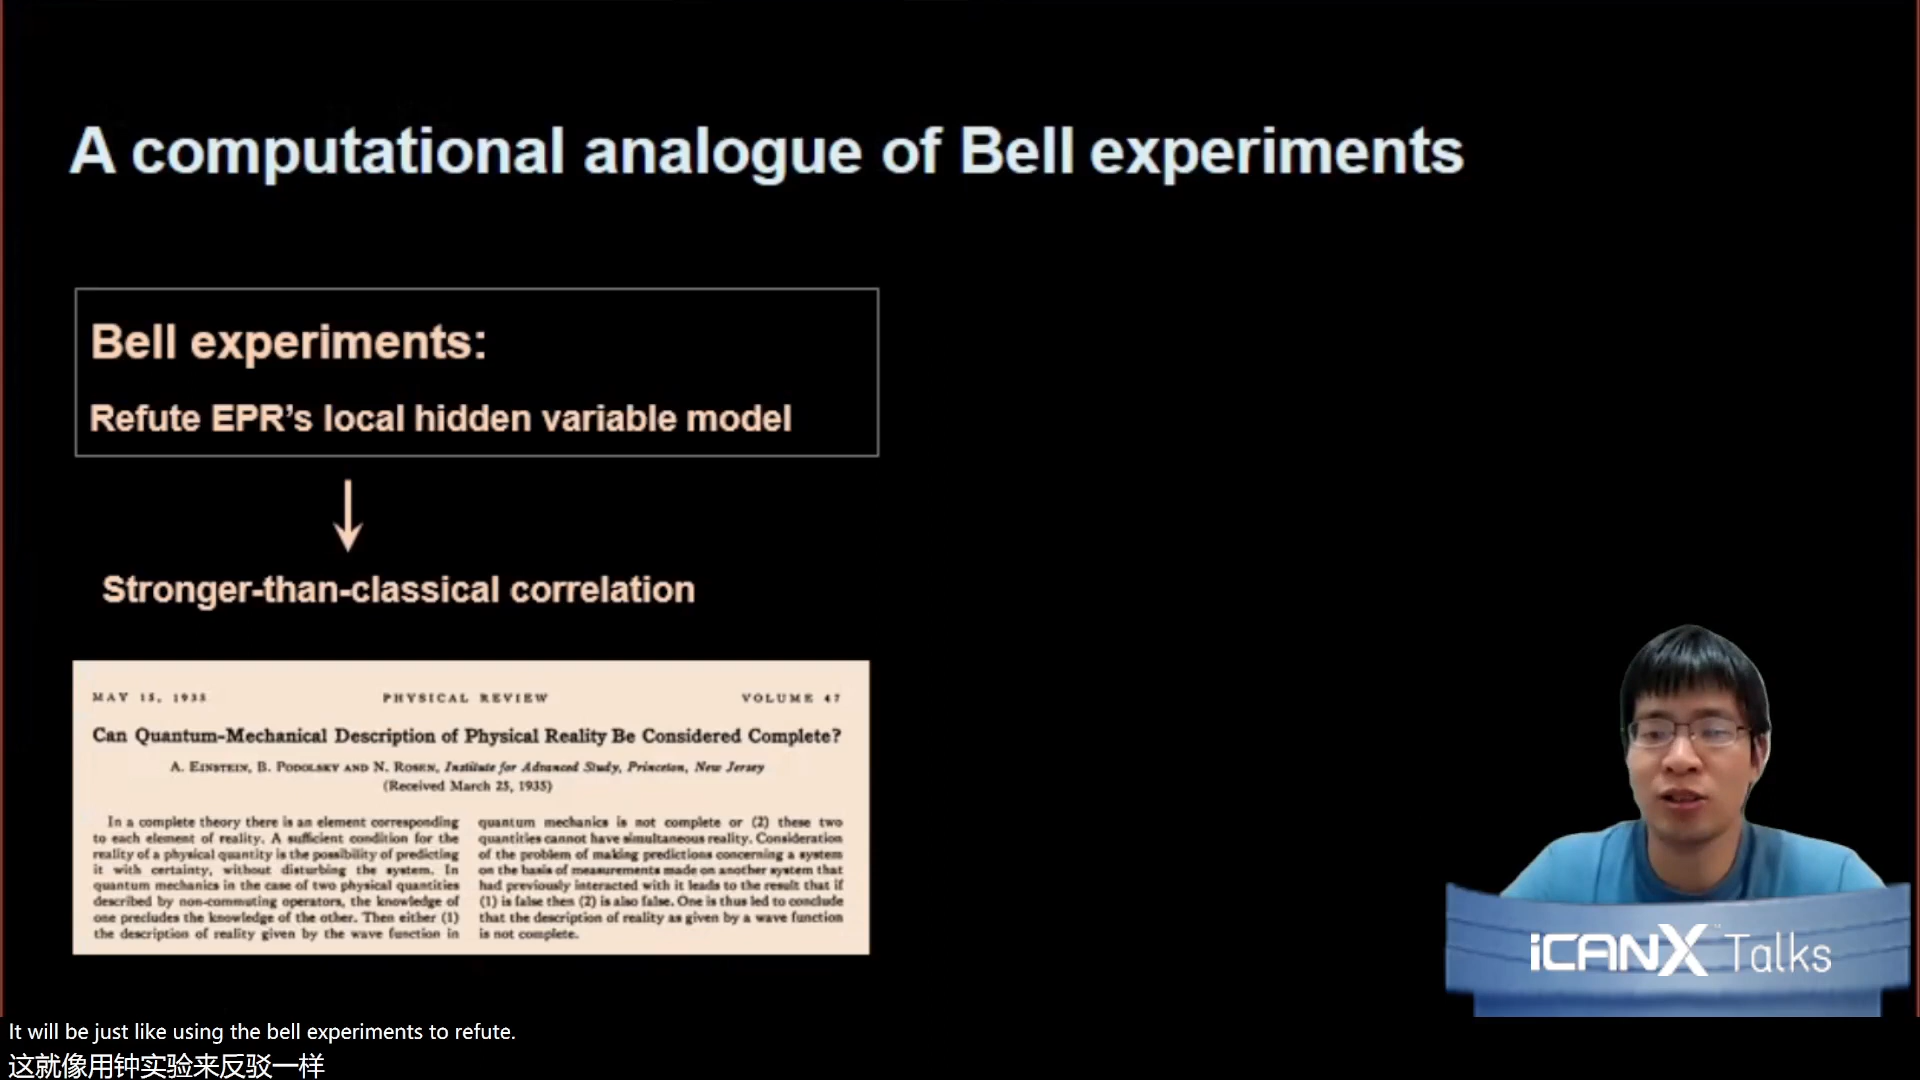 A computational analogue of Bell experiments
Bell experiments:
Refute EPR's local hidden variable model
Stronger-than-classical correlation
MAY 15, 1935 PHYSICAL REVIEW VOLUME 47
Can Quantum-Mechanical Description of Physical Reality Be Considered Complete?
A. EINSTEIN, B. PODOLSKY AND N. ROSEN, Institute for Advanced Study, Princeton, New Jersey
(Received March 25, 1935)
In a complete theory there is an element corresponding
to each element of reality. A sufficient condition for the
reality of a physical quantity is the possibility of predicting
it with certainty, without disturbing the system. In
quantum mechanics in the case of two physical quantities
described by non-commuting operators, the knowledge of
one precludes the knowledge of the other. Then either (1)
the description of reality given by the wave function in
quantum mechanics is not complete or (2) these two
quantities cannot have simultaneous reality. Consideration
of the problem of making predictions concerning a system
on the basis of measurements made on another system that
had previously interacted with it leads to the result that if
(1) is false then (2) is also false. One is thus led to conclude
that the description of reality as given by a wave function
is not complete.
iCANX™ Talks
It will be just like using the bell experiments to refute.
这就像用钟实验来反驳一样